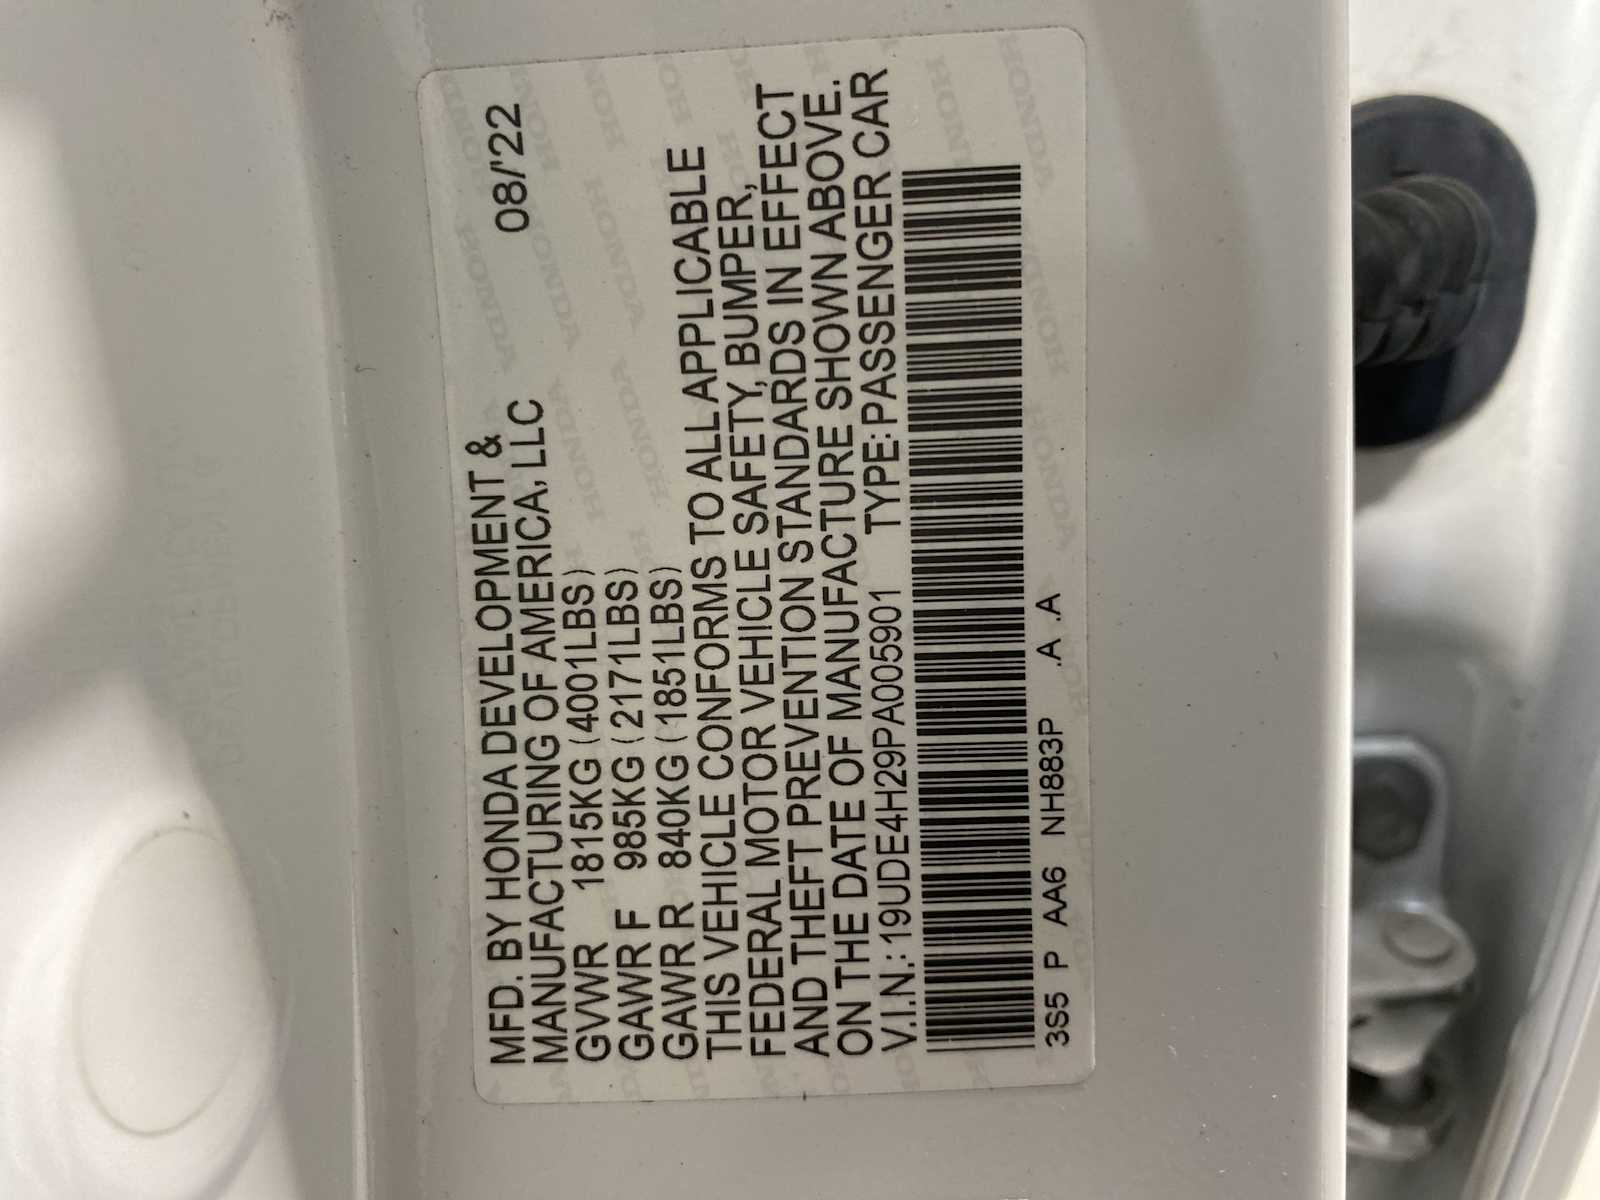 MFD. BY HONDA DEVELOPMENT & 08/'22
MANUFACTURING OF AMERICA, LLC
GVWR 1815KG (4001LBS)
GAWR F 985KG (2171LBS)
GAWR R 840KG (1851LBS)
THIS VEHICLE CONFORMS TO ALL APPLICABLE
FEDERAL MOTOR VEHICLE SAFETY, BUMPER,
AND THEFT PREVENTION STANDARDS IN EFFECT
ON THE DATE OF MANUFACTURE SHOWN ABOVE.
V.I.N.: 19UDE4H29PA005901 TYPE: PASSENGER CAR
3S5 P AA6 NH883P .A .A